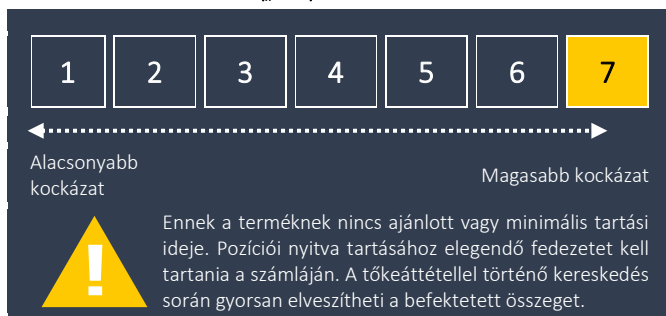 1 2 3 4 5 6 7
Alacsonyabb
kockázat
Magasabb kockázat
Ennek a terméknek nincs ajánlott vagy minimális tartási
ideje. Pozíciói nyitva tartásához elegendő fedezetet kell
tartania a számláján. A tőkeáttétellel történő kereskedés
során gyorsan elveszítheti a befektetett összeget.
!